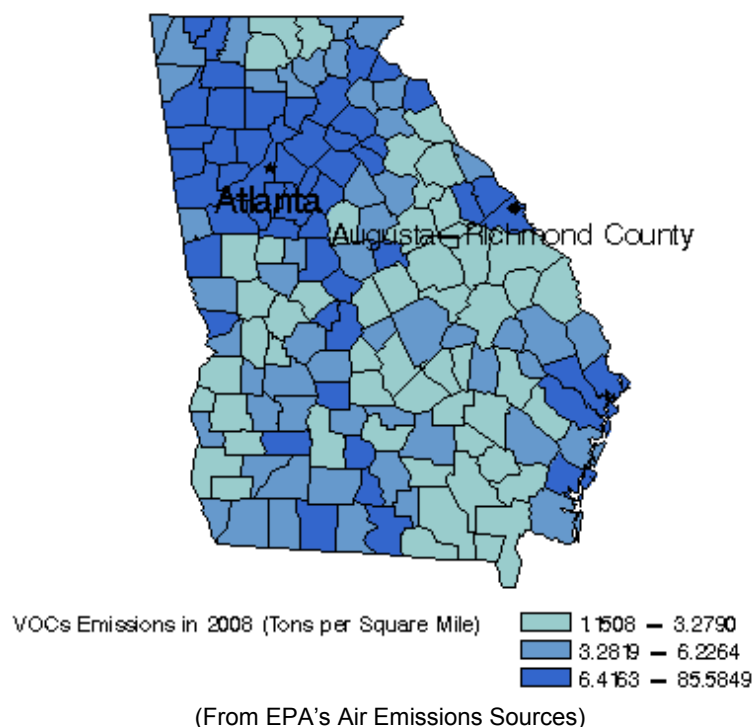 Atlanta
Augusta-Richmond County
VOCs Emissions in 2008 (Tons per Square Mile)
1.1508 – 3.2790
3.2819 – 6.2264
6.4163 – 85.5849
(From EPA's Air Emissions Sources)